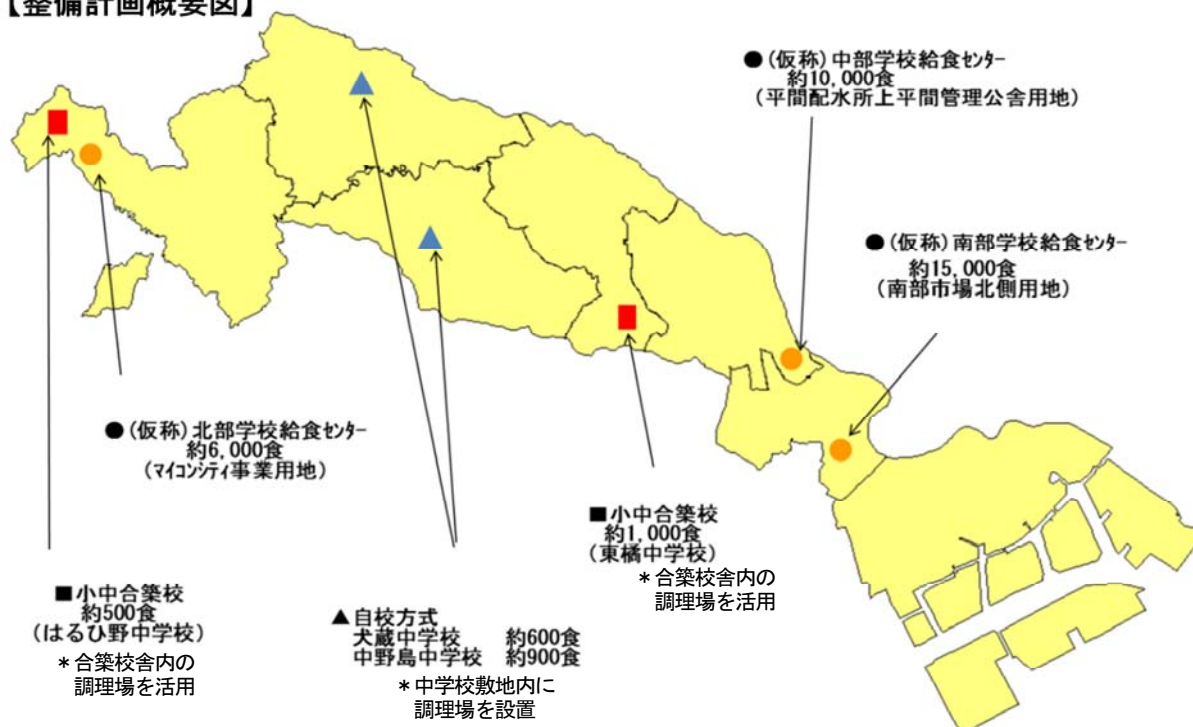 【整備計画概要図】
●(仮称)中部学校給食ｾﾝﾀｰ
約10,000食
(平間配水所上平間管理公舎用地)
●(仮称)南部学校給食ｾﾝﾀｰ
約15,000食
(南部市場北側用地)
●(仮称)北部学校給食ｾﾝﾀｰ
約6,000食
(ﾏｲｺﾝｼﾃｨ事業用地)
■小中合築校
約1,000食
(東橘中学校)
＊合築校舎内の
調理場を活用
■小中合築校
約500食
(はるひ野中学校)
＊合築校舎内の
調理場を活用
▲自校方式
犬蔵中学校　約600食
中野島中学校　約900食
＊中学校敷地内に
調理場を設置